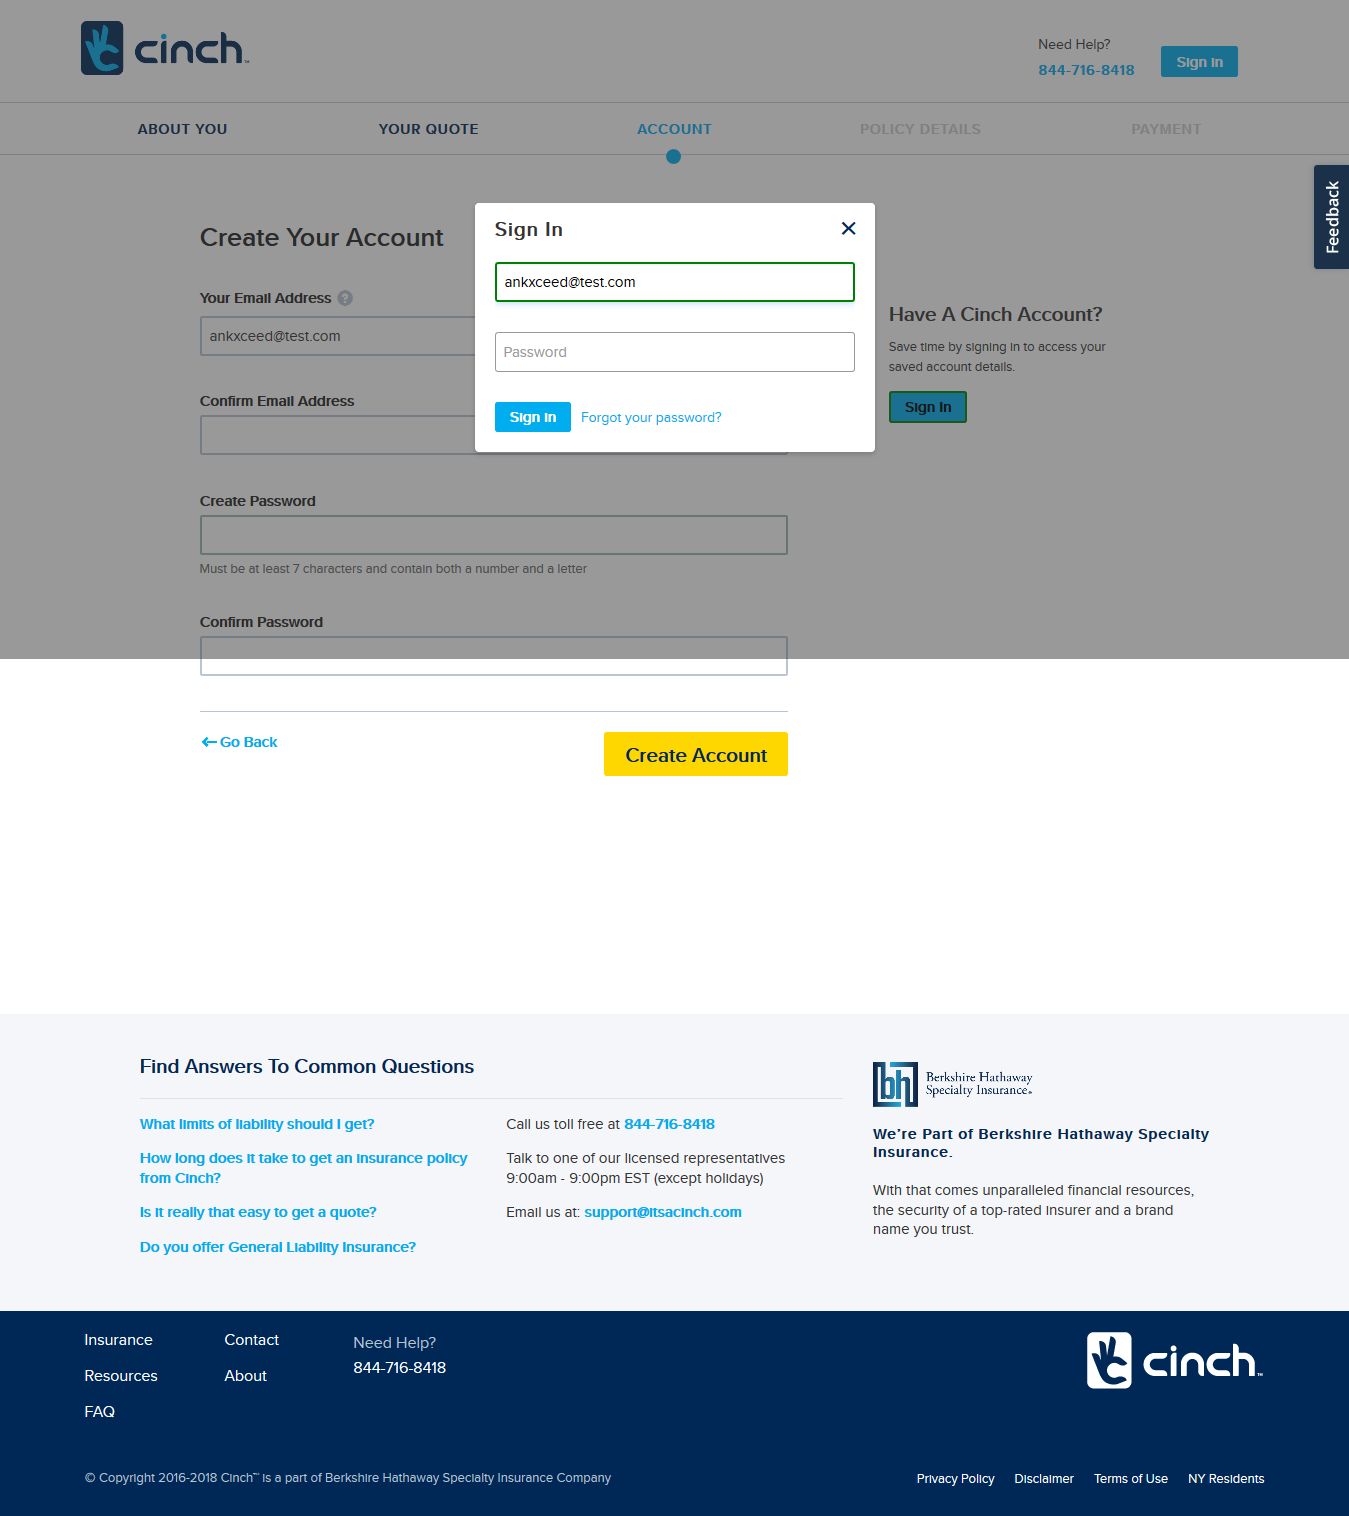 cinch™
Need Help?
844-716-8418
Sign in
ABOUT YOU
YOUR QUOTE
ACCOUNT
POLICY DETAILS
PAYMENT
Feedback
Create Your Account
Your Email Address ?
ankxceed@test.com
Confirm Email Address
Create Password
Must be at least 7 characters and contain both a number and a letter
Confirm Password
Go Back
Create Account
Sign In
ankxceed@test.com
Password
Sign in
Forgot your password?
Have A Cinch Account?
Save time by signing in to access your
saved account details.
Sign In
Find Answers To Common Questions
What limits of liability should I get?
How long does it take to get an insurance policy
from Cinch?
Is it really that easy to get a quote?
Do you offer General Liability Insurance?
Call us toll free at 844-716-8418
Talk to one of our licensed representatives
9:00am - 9:00pm EST (except holidays)
Email us at: support@itsacinch.com
bh
Berkshire Hathaway
Specialty Insurance®
We're Part of Berkshire Hathaway Specialty
Insurance.
With that comes unparalleled financial resources,
the security of a top-rated insurer and a brand
name you trust.
Insurance
Resources
FAQ
Contact
About
Need Help?
844-716-8418
cinch™
© Copyright 2016-2018 Cinch™ is a part of Berkshire Hathaway Specialty Insurance Company
Privacy Policy
Disclaimer
Terms of Use
NY Residents